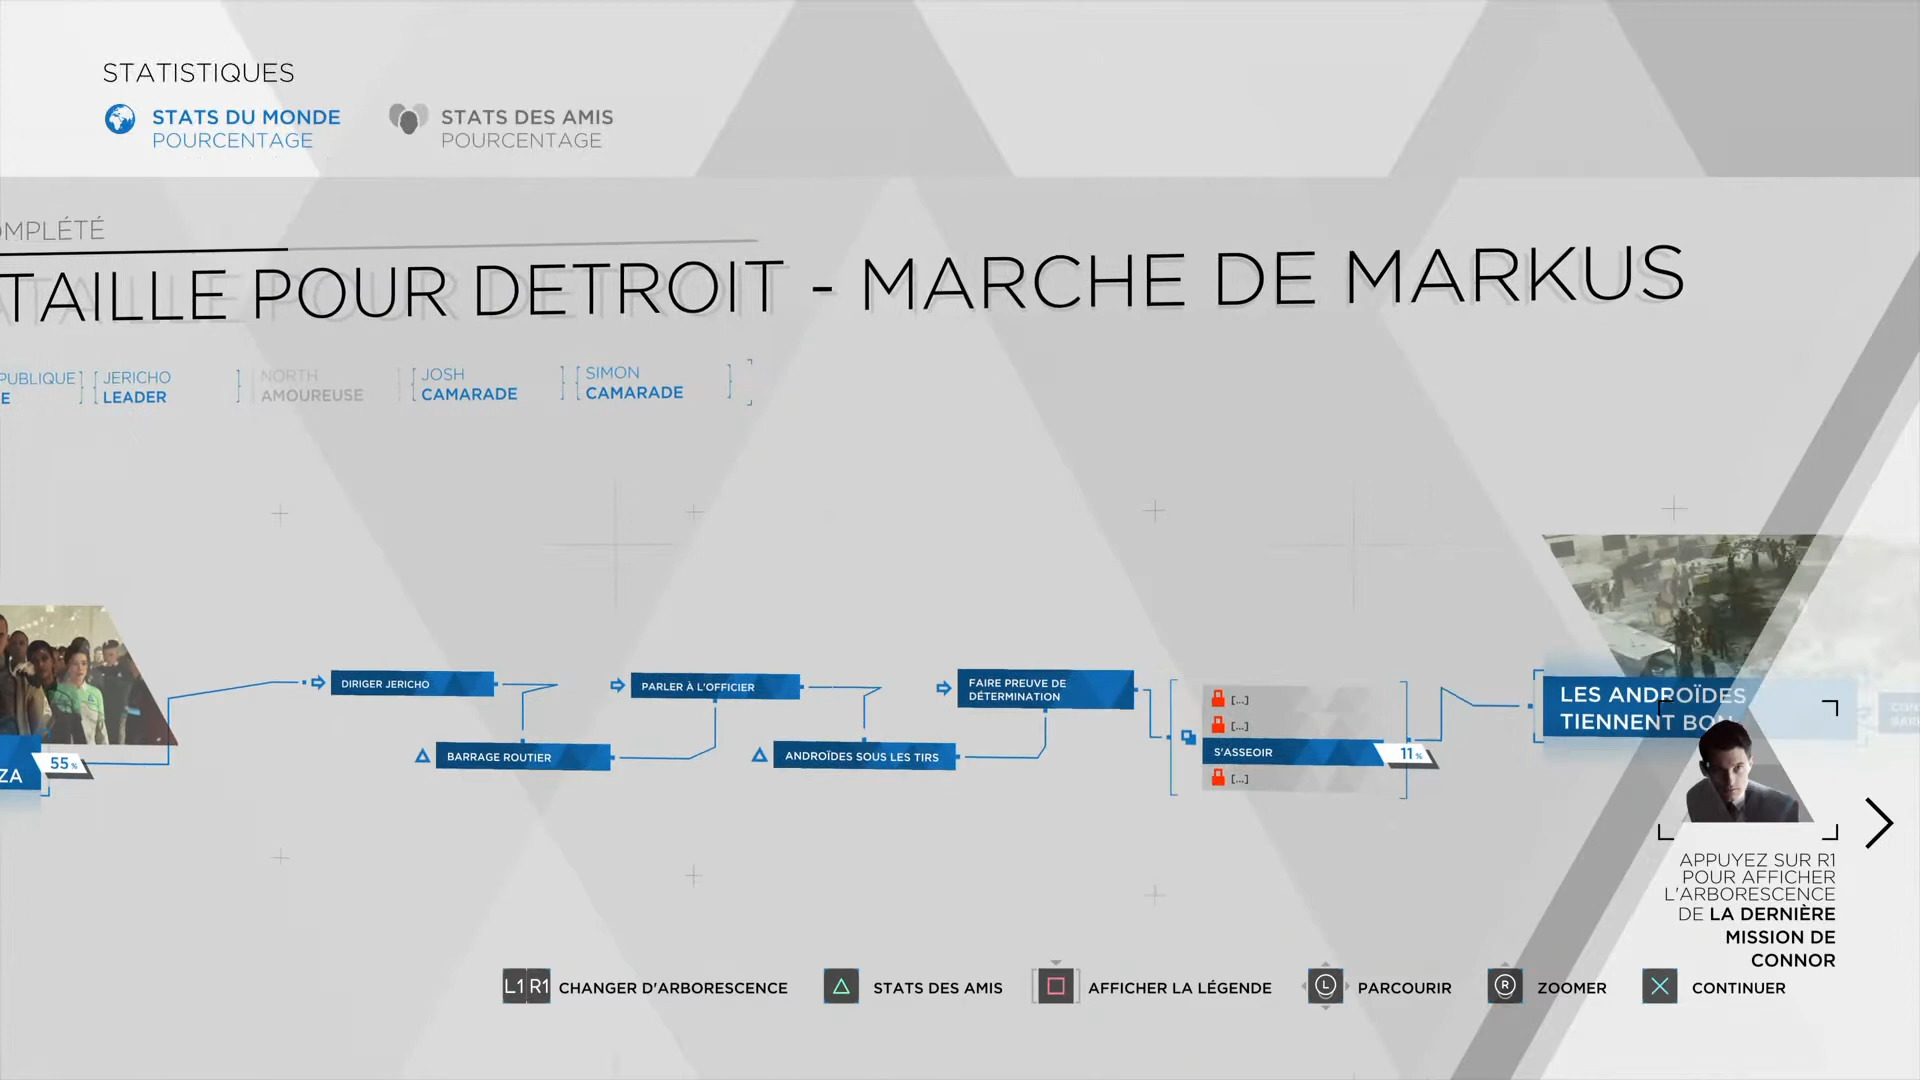 STATISTIQUES
STATS DU MONDE
POURCENTAGE
STATS DES AMIS
POURCENTAGE
OMPLÉTÉ
TAILLE POUR DETROIT - MARCHE DE MARKUS
PUBLIQUE
E
JERICHO
LEADER
NORTH
AMOUREUSE
JOSH
CAMARADE
SIMON
CAMARADE
ZA
55%
DIRIGER JERICHO
BARRAGE ROUTIER
PARLER À L'OFFICIER
ANDROÏDES SOUS LES TIRS
FAIRE PREUVE DE
DÉTERMINATION
[...]
[...]
S'ASSEOIR
11%
[...]
LES ANDROÏDES
TIENNENT BON
APPUYEZ SUR R1
POUR AFFICHER
L'ARBORESCENCE
DE LA DERNIÈRE
MISSION DE
CONNOR
L1 R1 CHANGER D'ARBORESCENCE
STATS DES AMIS
AFFICHER LA LÉGENDE
L PARCOURIR
R ZOOMER
CONTINUER